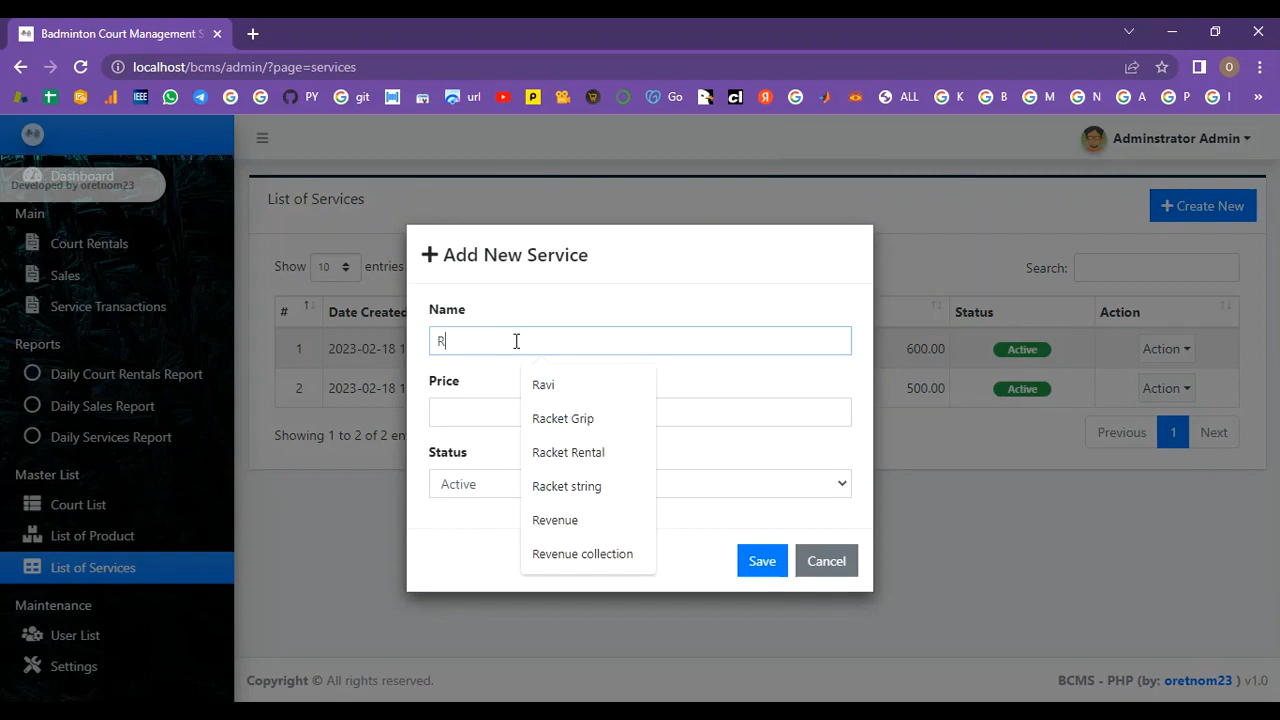 Badminton Court Management S
localhost/bcms/admin/?page=services
O
IEEE
PY
git
url
P
Go
ALL
K
B
M
N
A
P
I
»
Adminstrator Admin
Dashboard
Developed by oretnom23
Main
Court Rentals
Sales
Service Transactions
Reports
Daily Court Rentals Report
Daily Sales Report
Daily Services Report
Master List
Court List
List of Product
List of Services
Maintenance
User List
Settings
List of Services
+ Create New
Show 10 entries
Search:
# Date Created Status Action
1 2023-02-18 1 600.00 Active Action
2 2023-02-18 1 500.00 Active Action
Showing 1 to 2 of 2 en
Previous 1 Next
+ Add New Service
Name
R
Ravi
Racket Grip
Racket Rental
Racket string
Revenue
Revenue collection
Price
Status
Active
Save
Cancel
Copyright © All rights reserved.
BCMS - PHP (by: oretnom23 ) v1.0